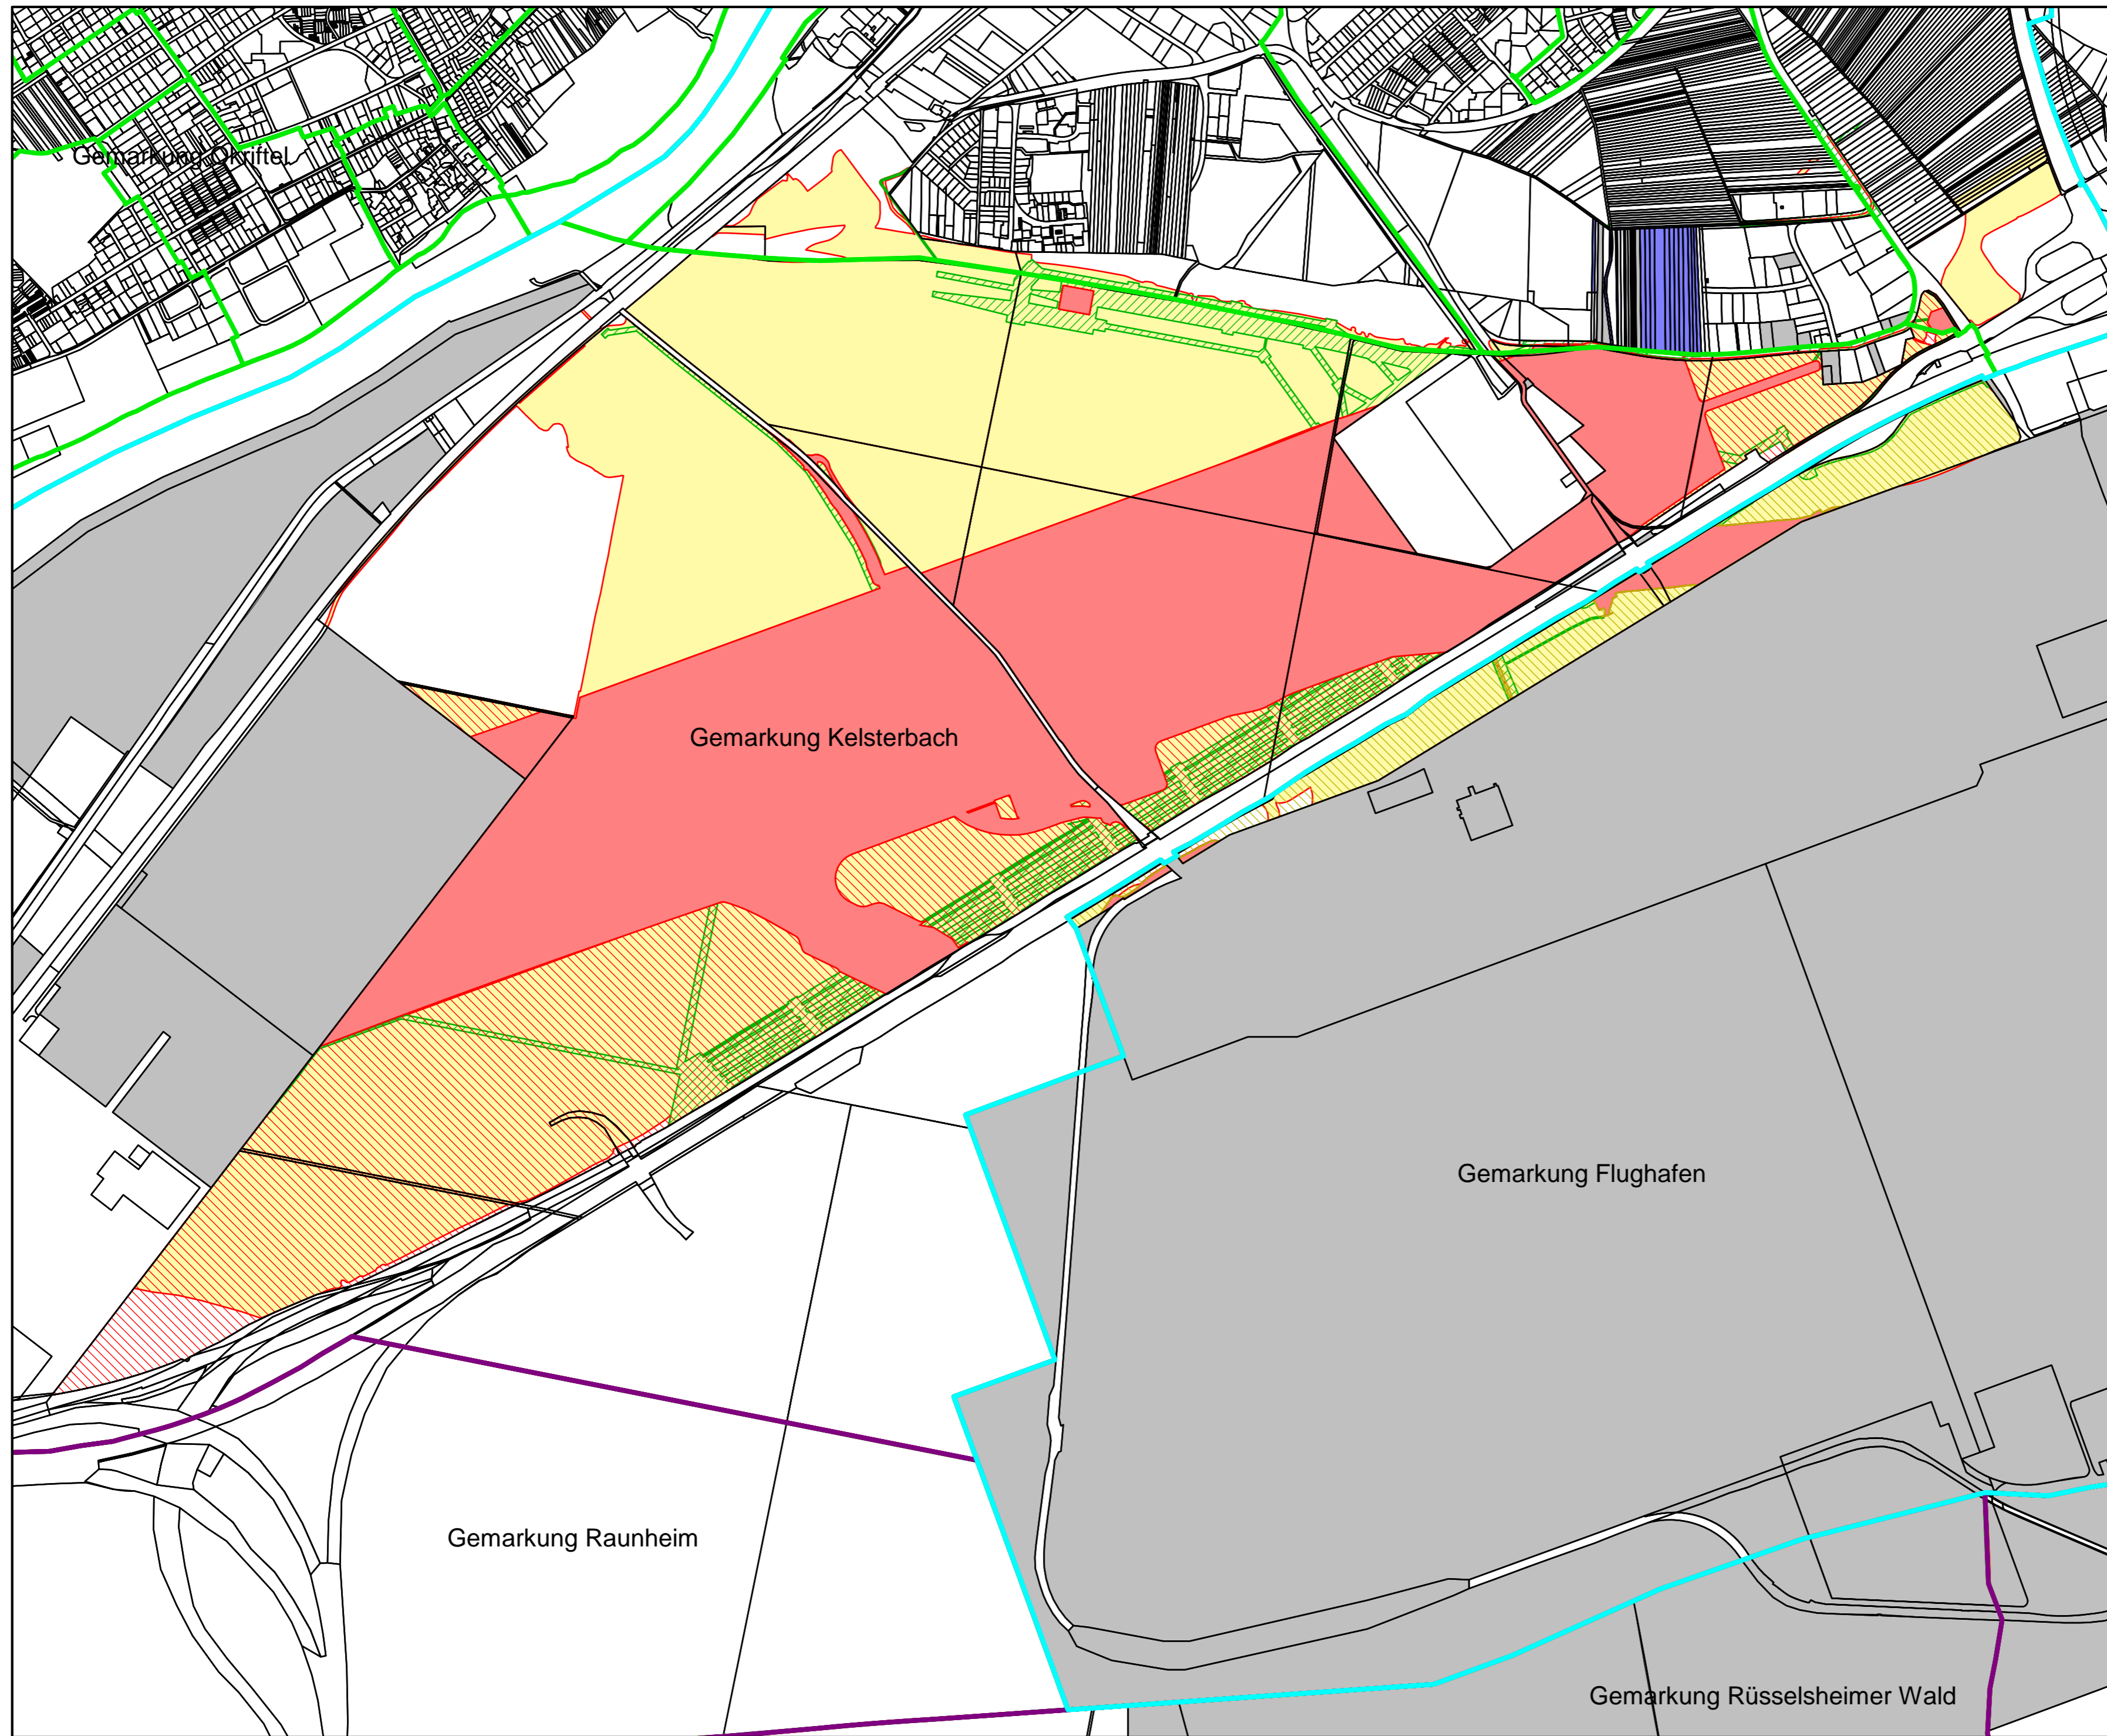 Gemarkung Okriftel
Gemarkung Kelsterbach
Gemarkung Flughafen
Gemarkung Raunheim
Gemarkung Rüsselsheimer Wald